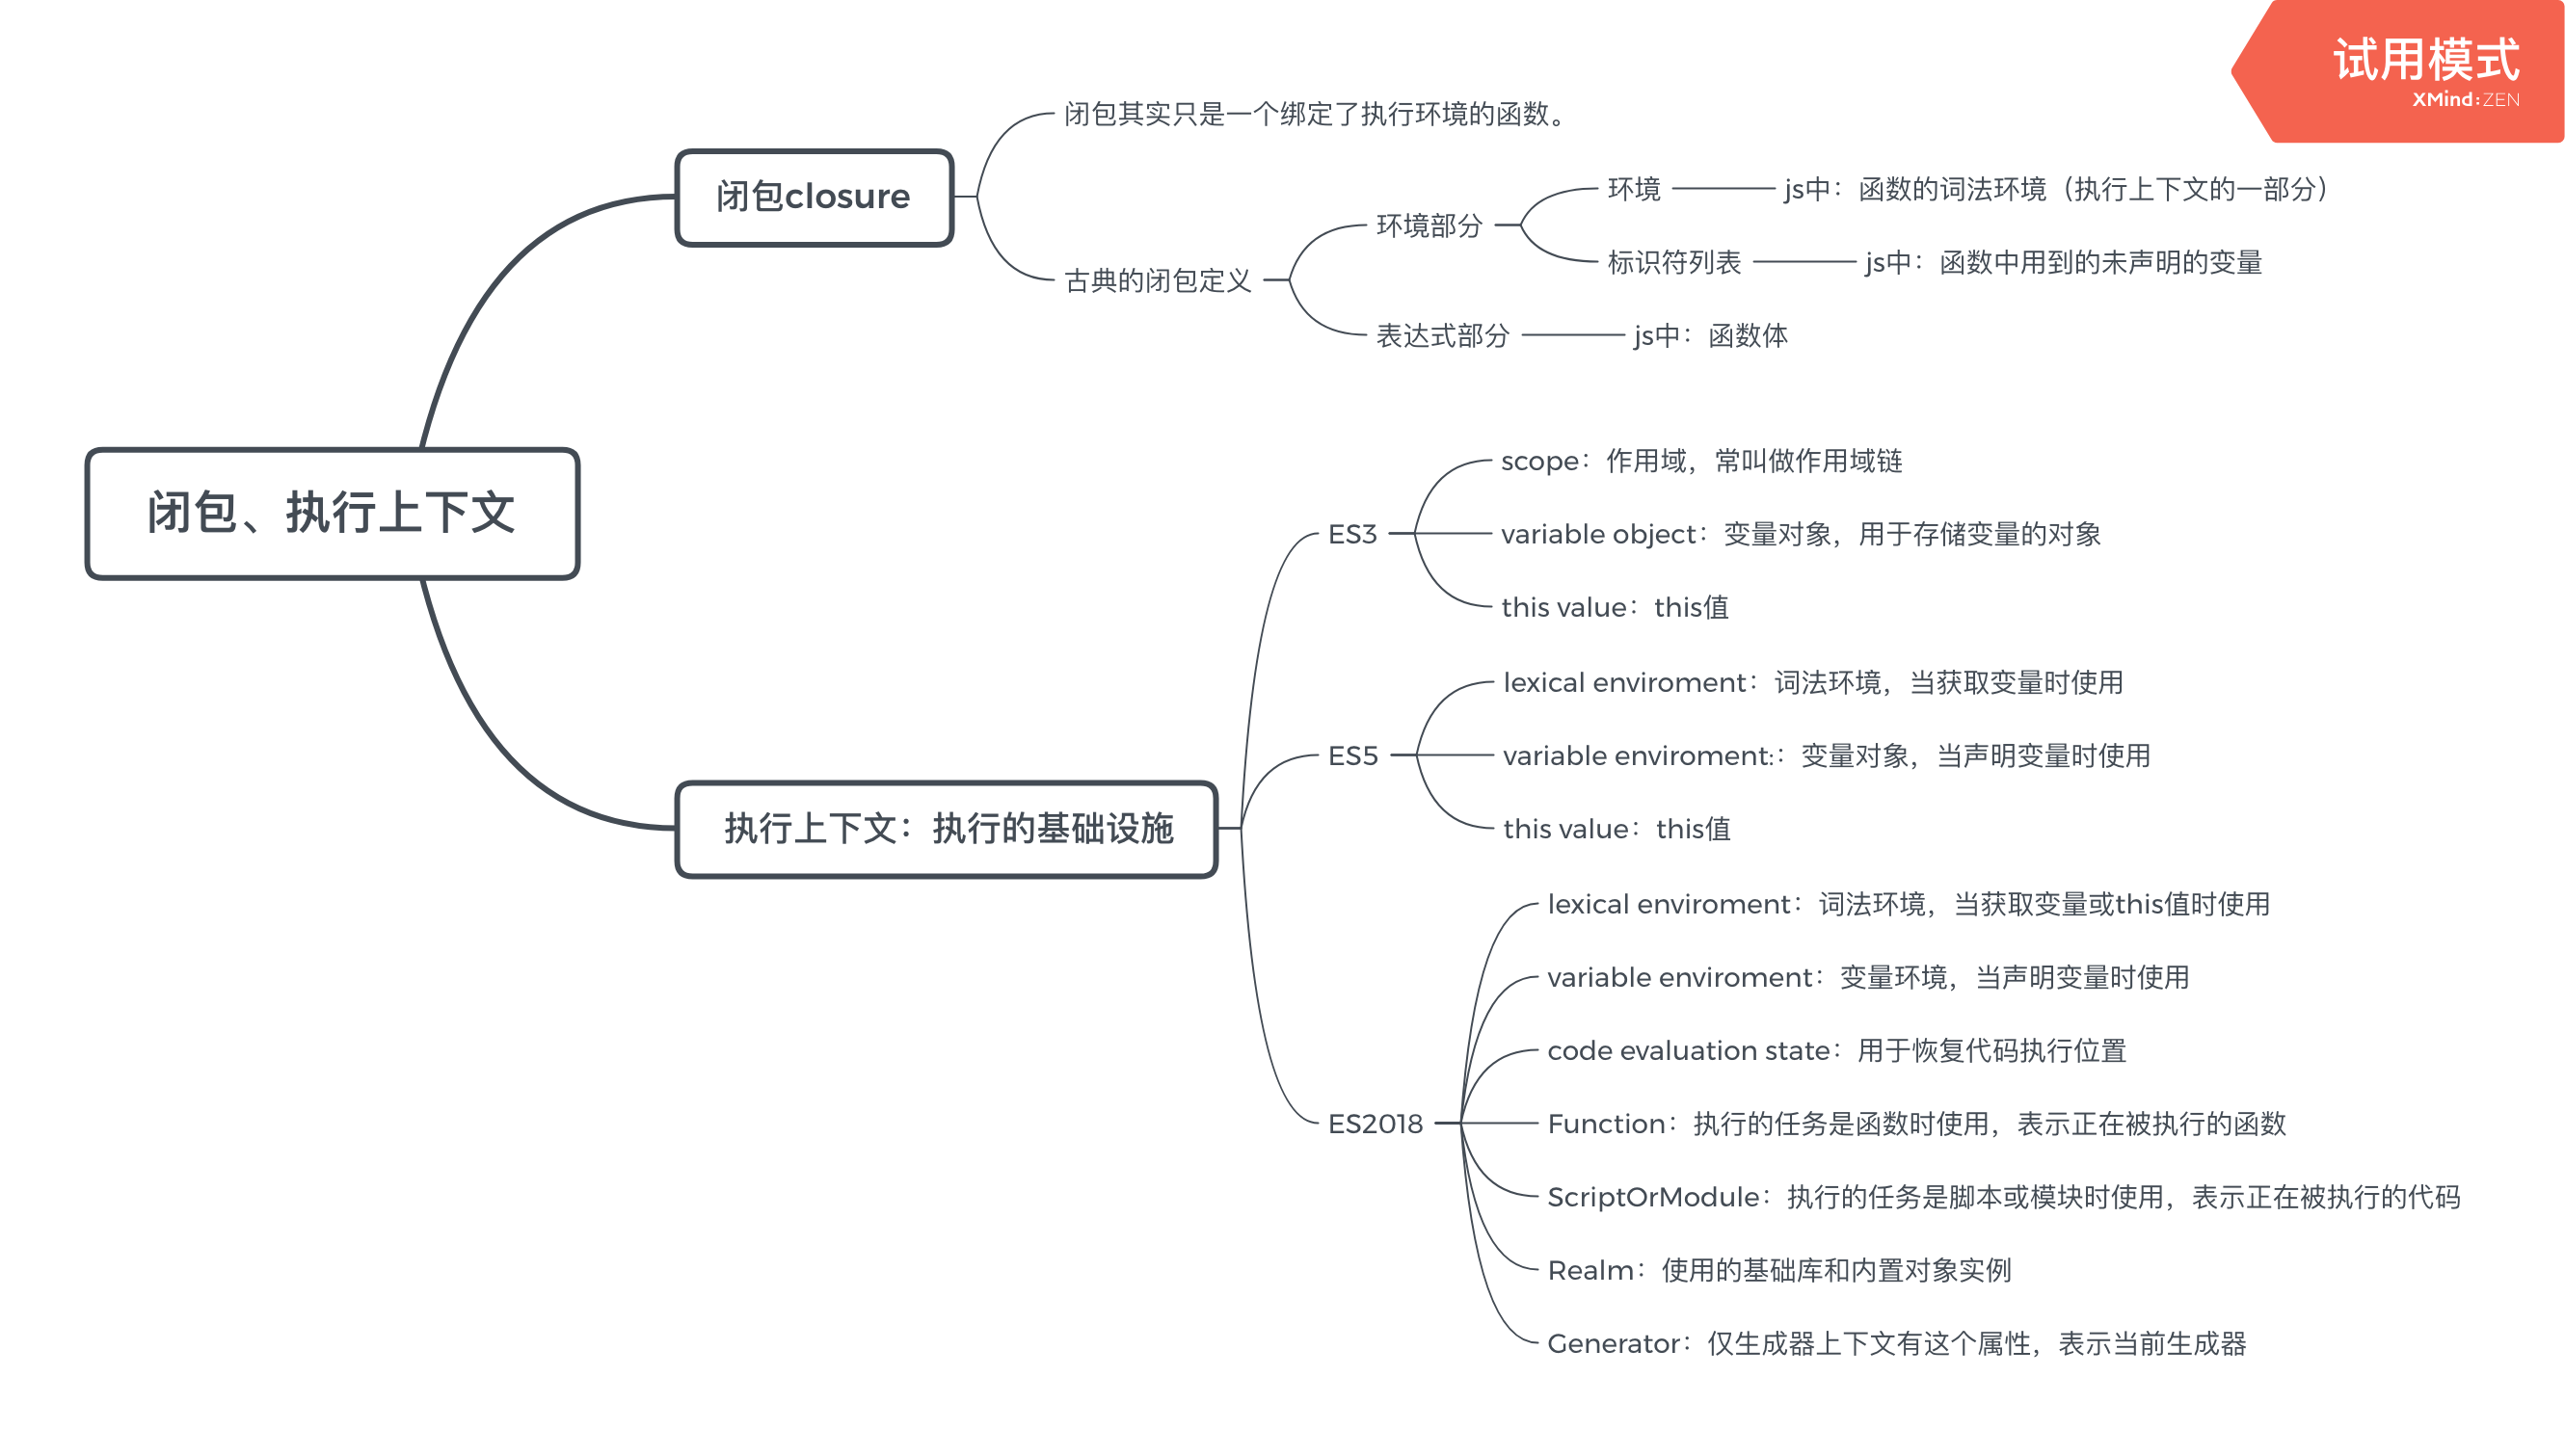 试用模式
XMind:ZEN
闭包、执行上下文
闭包closure
闭包其实只是一个绑定了执行环境的函数。
古典的闭包定义
环境部分
环境
js中：函数的词法环境（执行上下文的一部分）
标识符列表
js中：函数中用到的未声明的变量
表达式部分
js中：函数体
执行上下文：执行的基础设施
ES3
scope：作用域，常叫做作用域链
variable object：变量对象，用于存储变量的对象
this value：this值
ES5
lexical enviroment：词法环境，当获取变量时使用
variable enviroment:：变量对象，当声明变量时使用
this value：this值
ES2018
lexical enviroment：词法环境，当获取变量或this值时使用
variable enviroment：变量环境，当声明变量时使用
code evaluation state：用于恢复代码执行位置
Function：执行的任务是函数时使用，表示正在被执行的函数
ScriptOrModule：执行的任务是脚本或模块时使用，表示正在被执行的代码
Realm：使用的基础库和内置对象实例
Generator：仅生成器上下文有这个属性，表示当前生成器